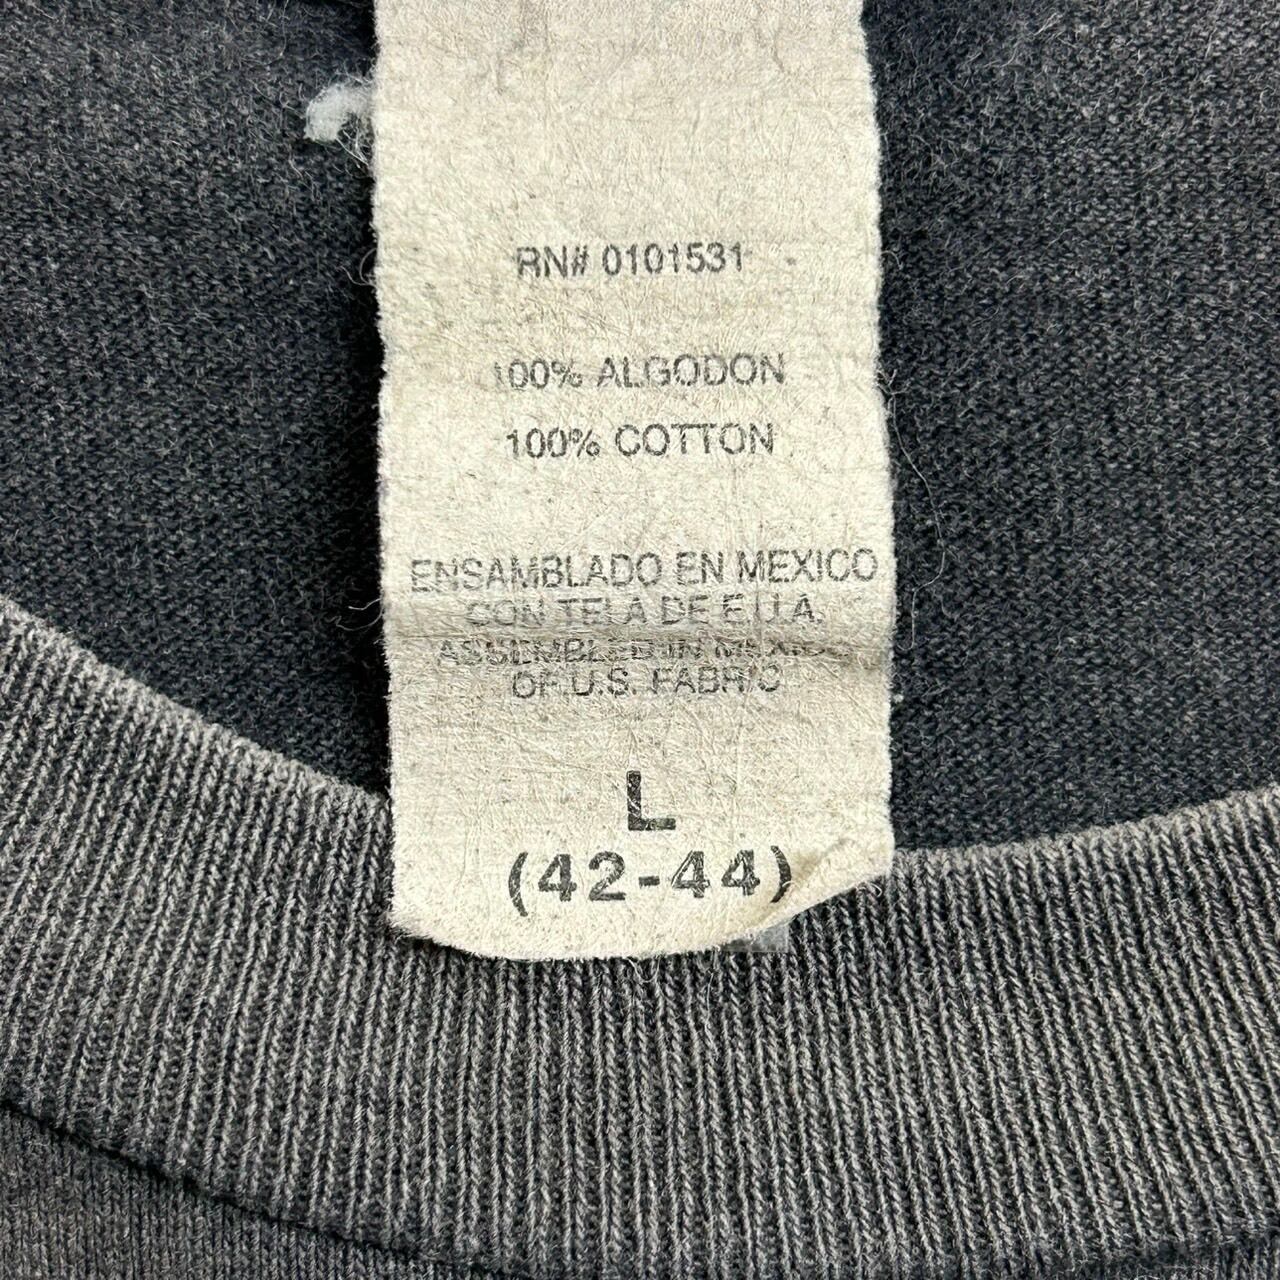 RN# 0101531
100% ALGODON
100% COTTON
ENSAMBLADO EN MEXICO
CON TELA DE E.U.A.
ASSEMBLED IN MEXICO
OF U.S. FABRIC
L
(42-44)